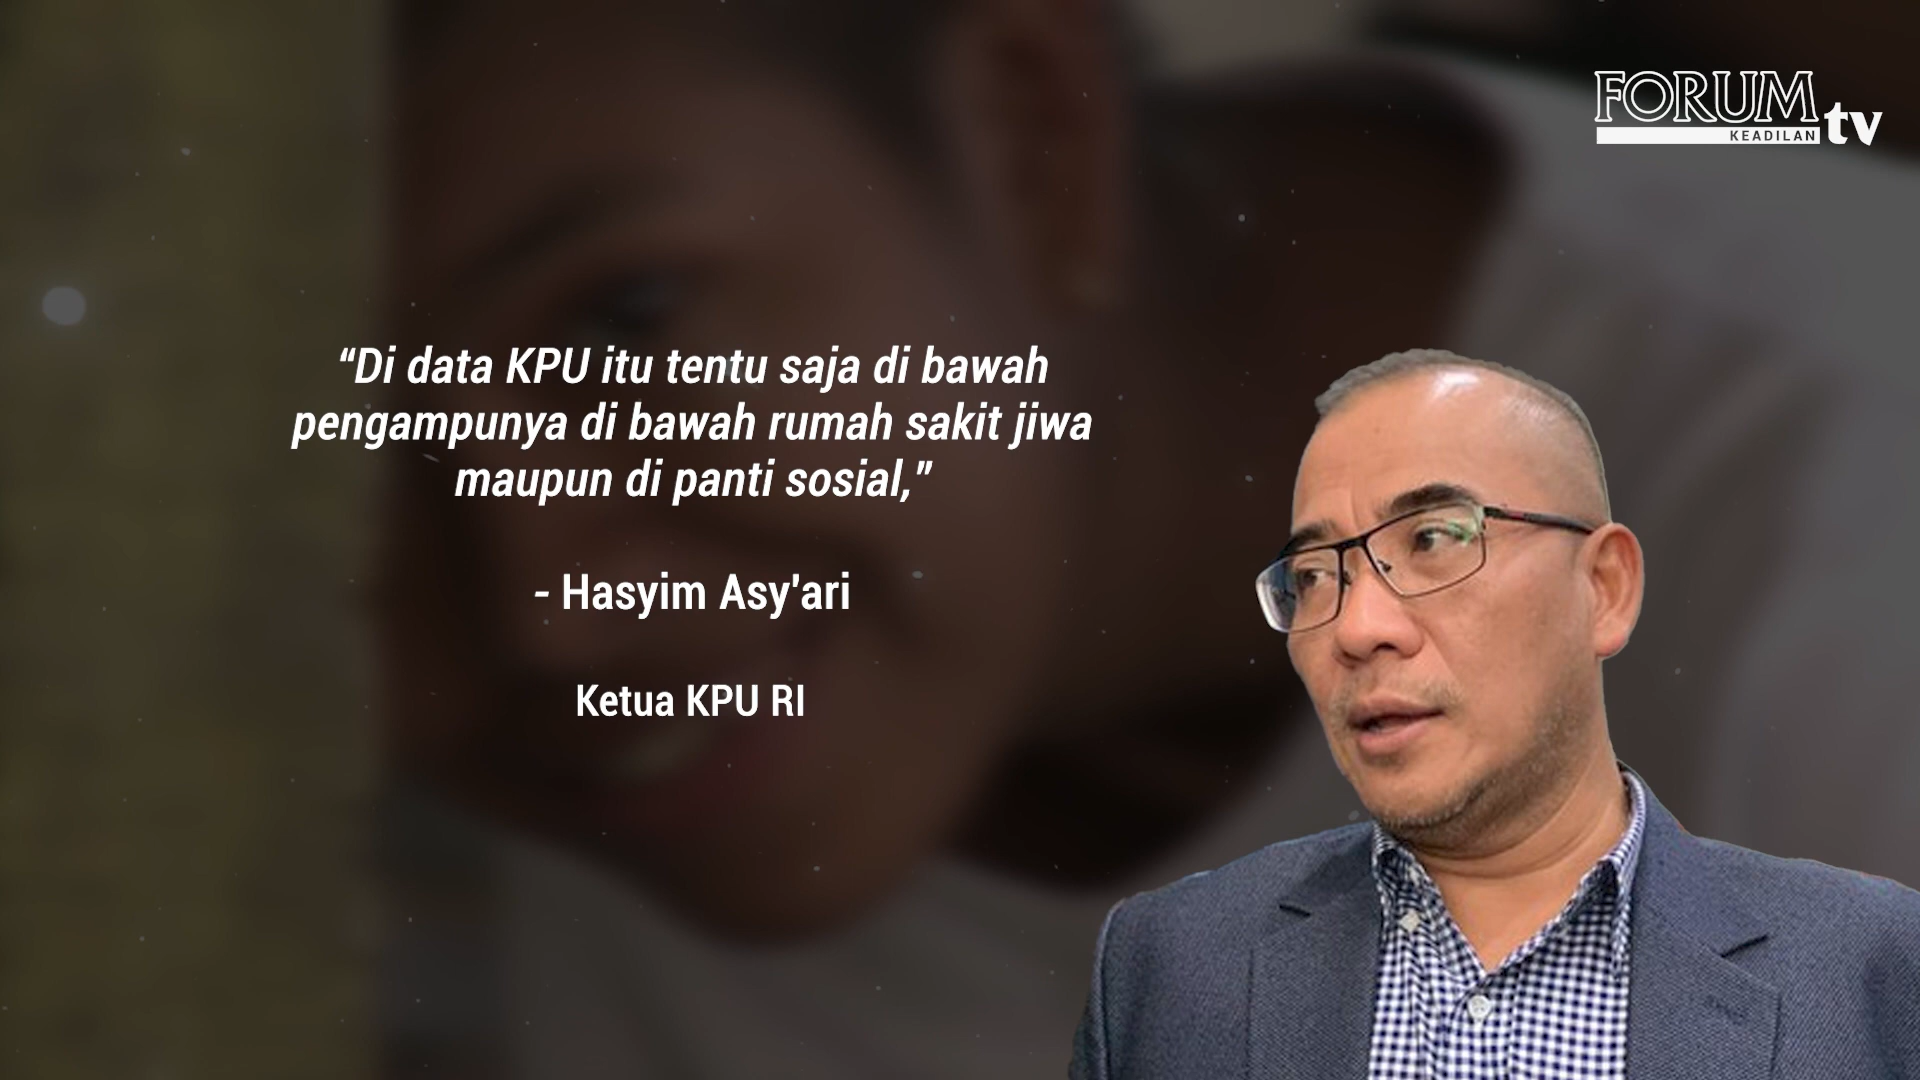 FORUM
KEADILAN
tv
“Di data KPU itu tentu saja di bawah
pengampunya di bawah rumah sakit jiwa
maupun di panti sosial,”
- Hasyim Asy'ari
Ketua KPU RI